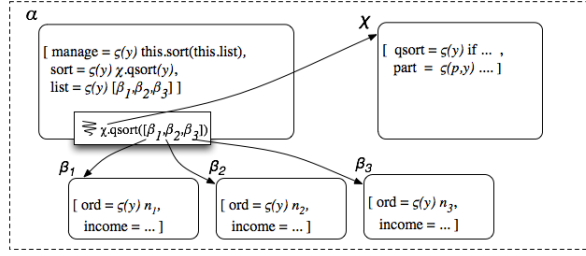 α
χ
[ manage = ς(y) this.sort(this.list),
sort = ς(y) χ.qsort(y),
list = ς(y) [β₁,β₂,β₃] ]
[ qsort = ς(y) if ... ,
part = ς(p,y) .... ]
χ.qsort([β₁,β₂,β₃])
β₁
β₂
β₃
[ ord = ς(y) n₁,
income = ... ]
[ ord = ς(y) n₂,
income = ... ]
[ ord = ς(y) n₃,
income = ... ]